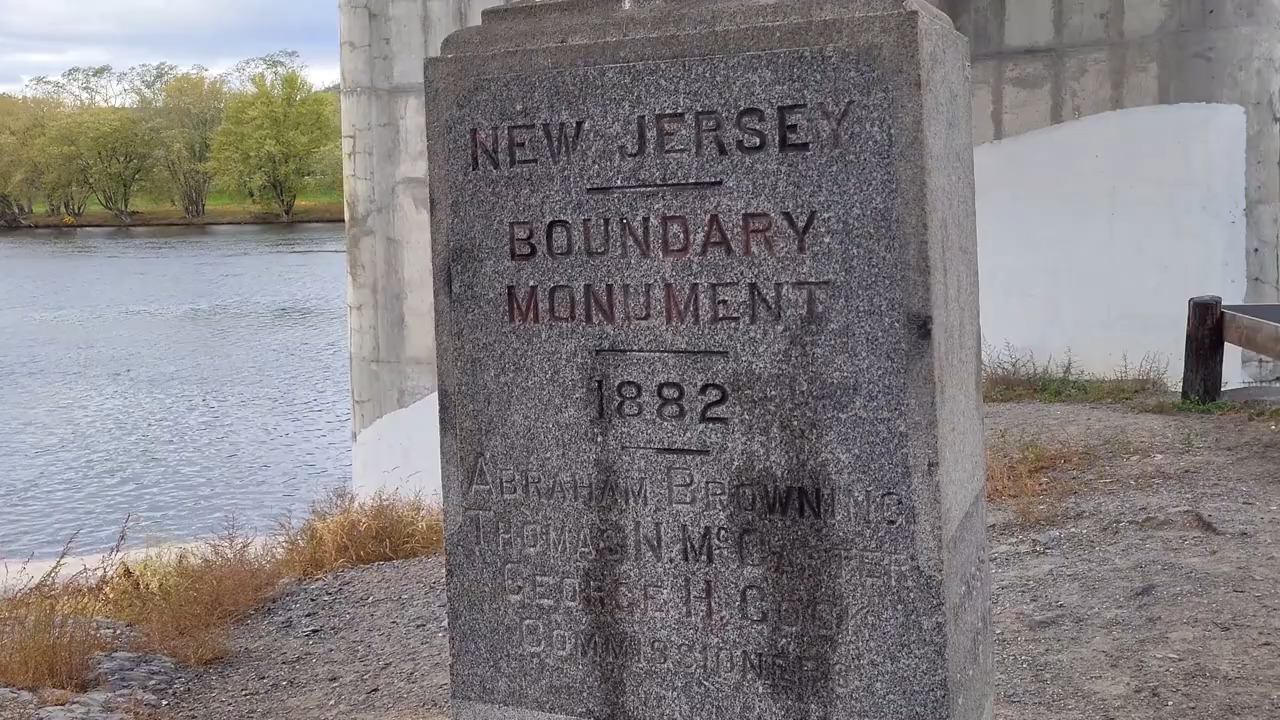 NEW JERSEY
BOUNDARY
MONUMENT
1882
ABRAHAM BROWNING
THOMAS N. McCARTER
GEORGE H. COOK
COMMISSIONERS